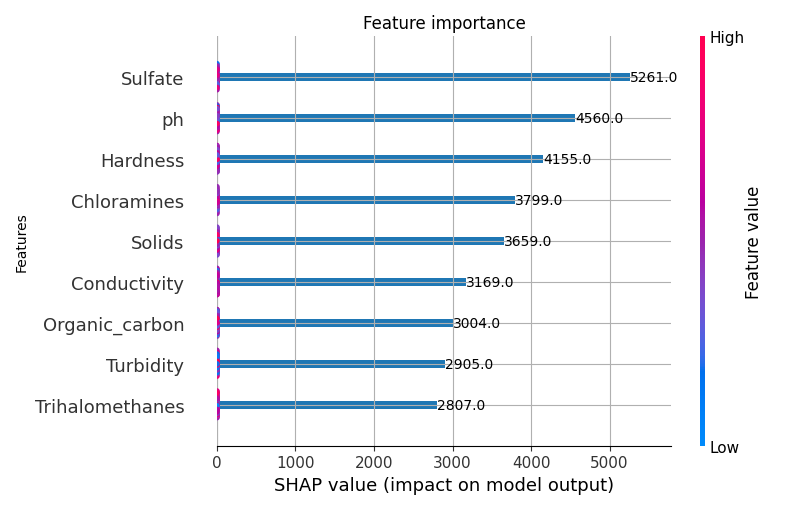 Feature importance
High
Sulfate 5261.0
ph 4560.0
Hardness 4155.0
Chloramines 3799.0
Solids 3659.0
Conductivity 3169.0
Organic_carbon 3004.0
Turbidity 2905.0
Trihalomethanes 2807.0
Features
Feature value
Low
0 1000 2000 3000 4000 5000
SHAP value (impact on model output)